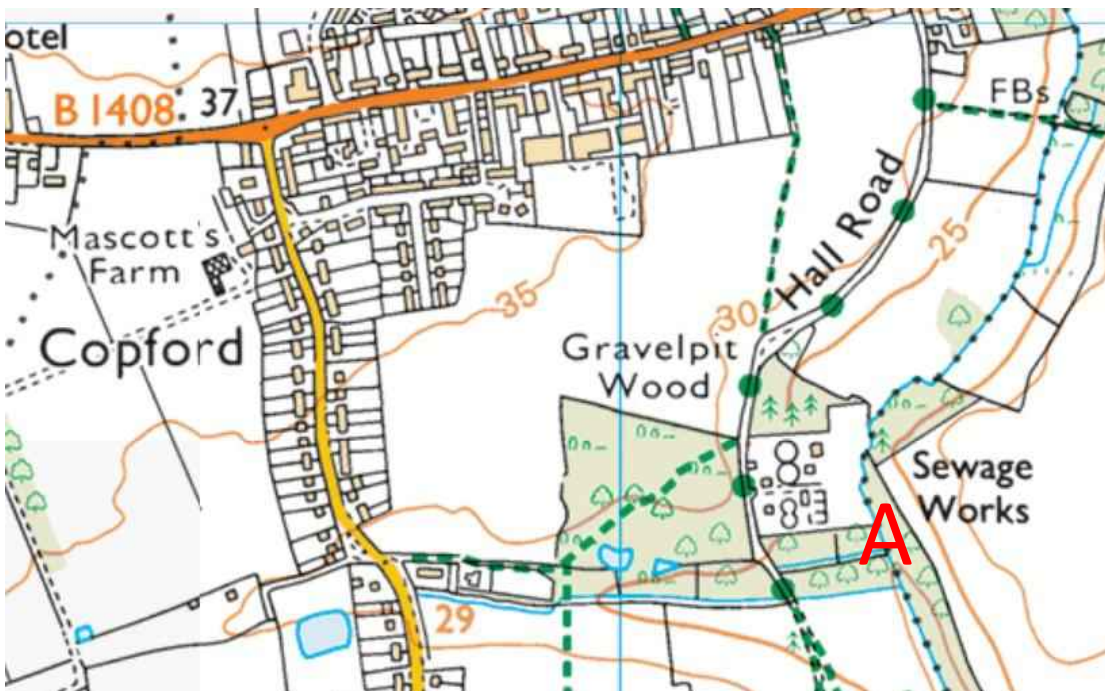 otel
B 1408
37
FBs
Mascott's
Farm
Hall Road
25
35
30
Copford
Gravelpit
Wood
Sewage
Works
A
29